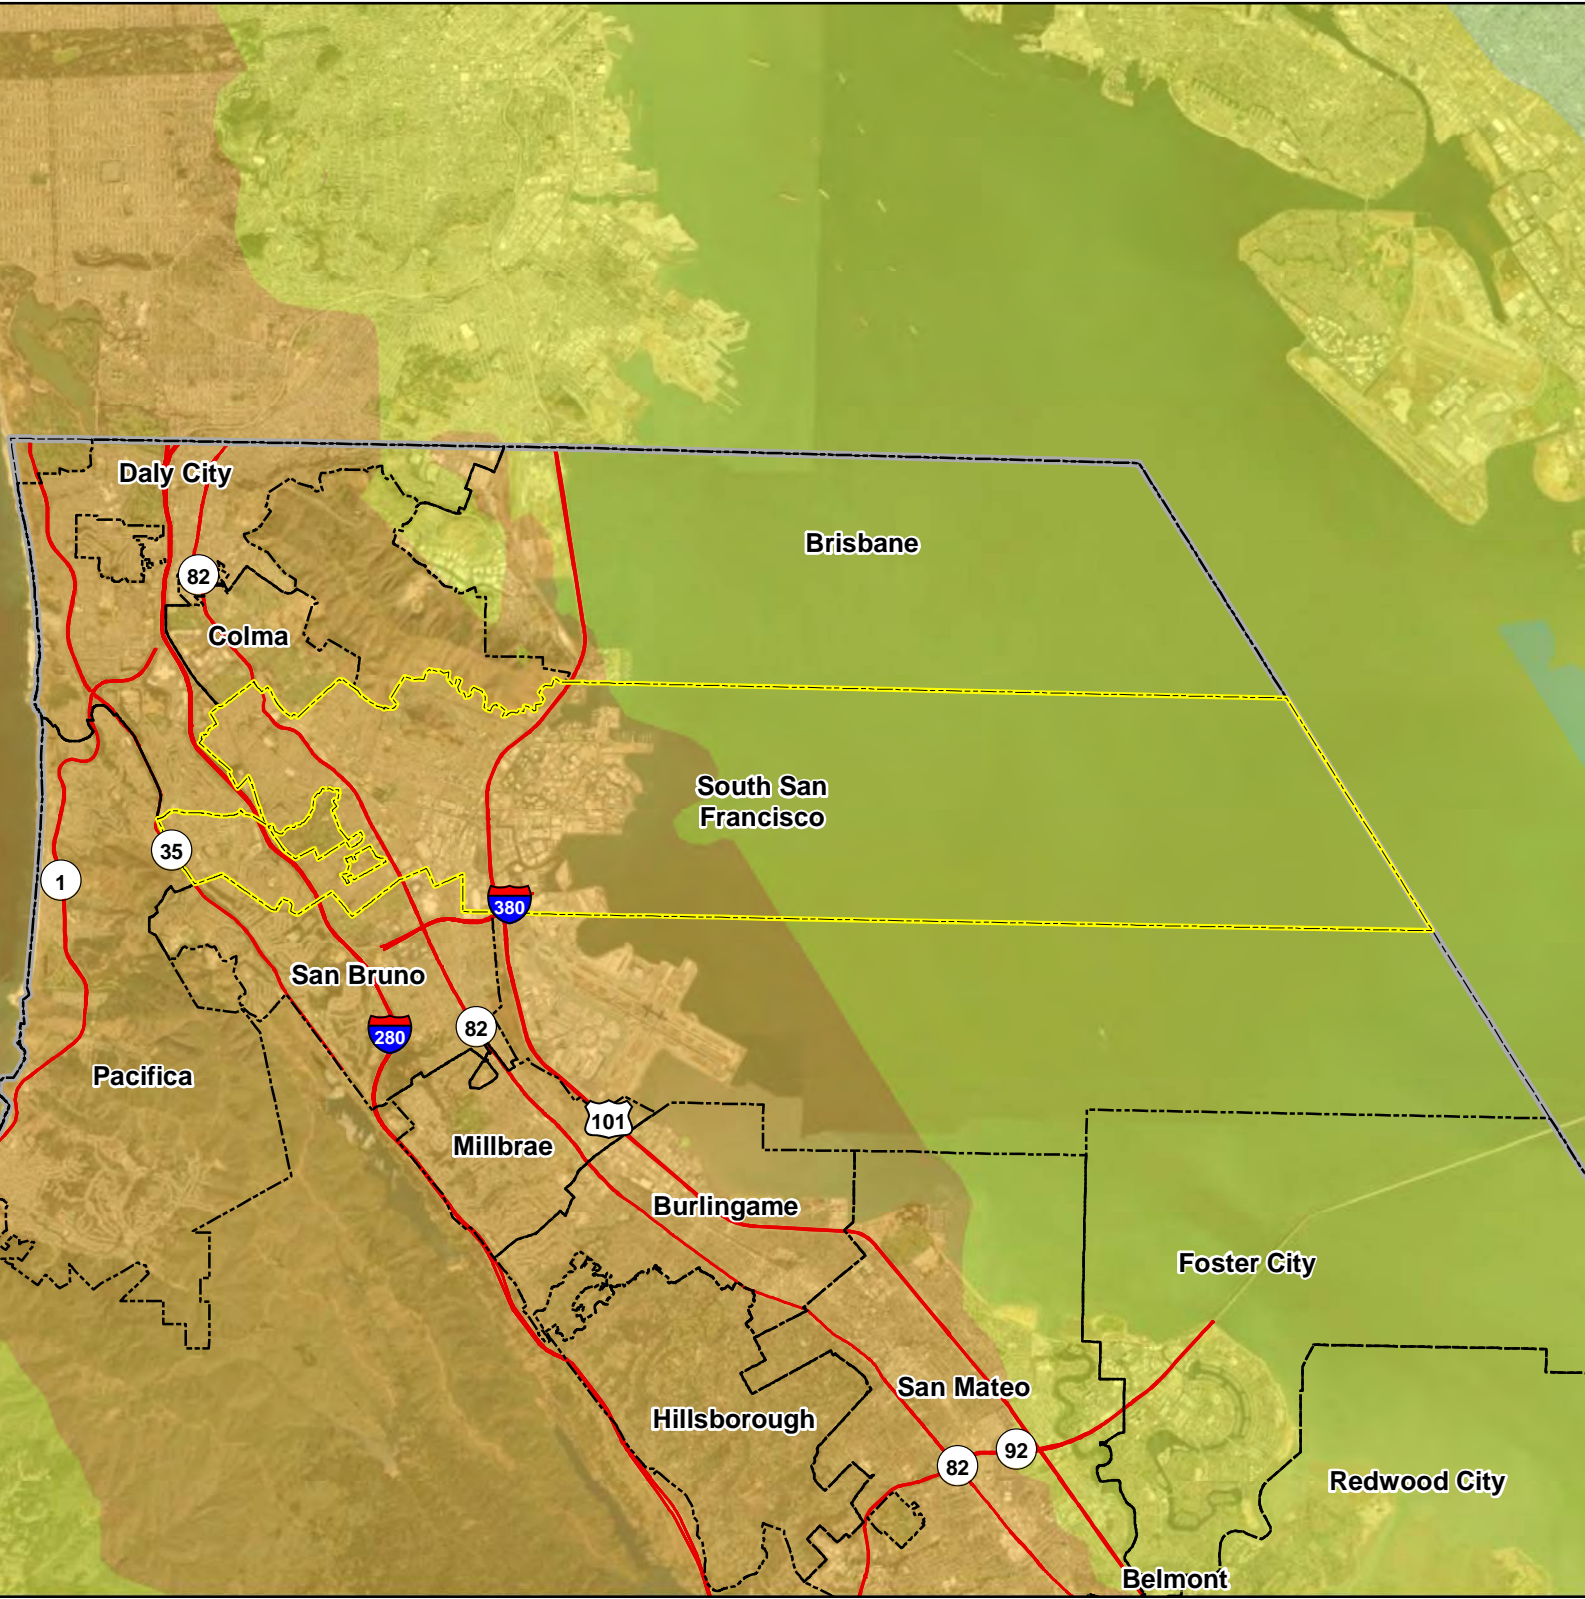 Daly City
Brisbane
82
Colma
South San
Francisco
35
1
380
San Bruno
280
82
Pacifica
101
Millbrae
Burlingame
Foster City
San Mateo
Hillsborough
92
82
Redwood City
Belmont